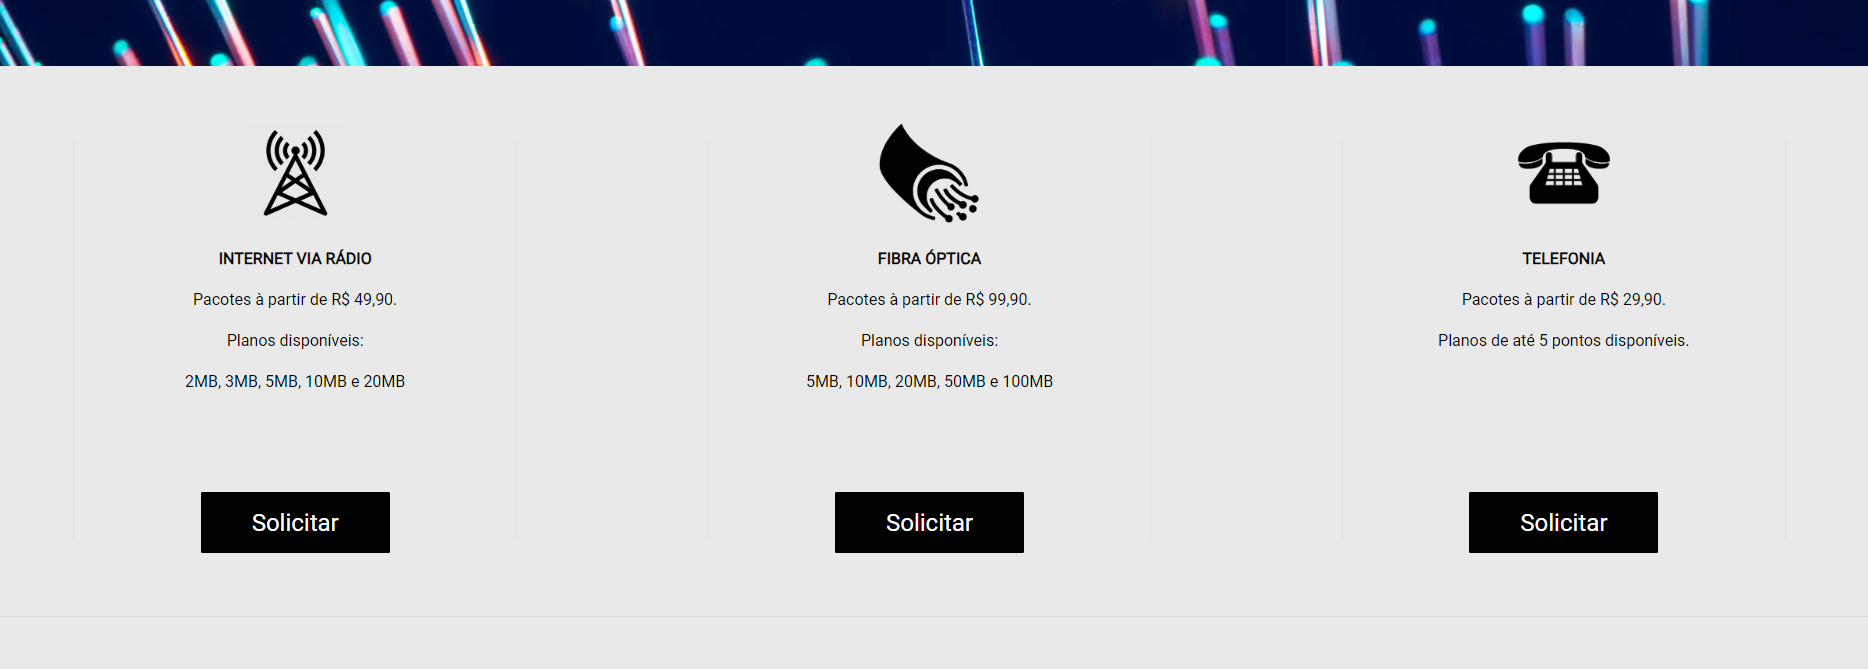 INTERNET VIA RÁDIO
Pacotes à partir de R$ 49,90.
Planos disponíveis:
2MB, 3MB, 5MB, 10MB e 20MB
Solicitar
FIBRA ÓPTICA
Pacotes à partir de R$ 99,90.
Planos disponíveis:
5MB, 10MB, 20MB, 50MB e 100MB
Solicitar
TELEFONIA
Pacotes à partir de R$ 29,90.
Planos de até 5 pontos disponíveis.
Solicitar